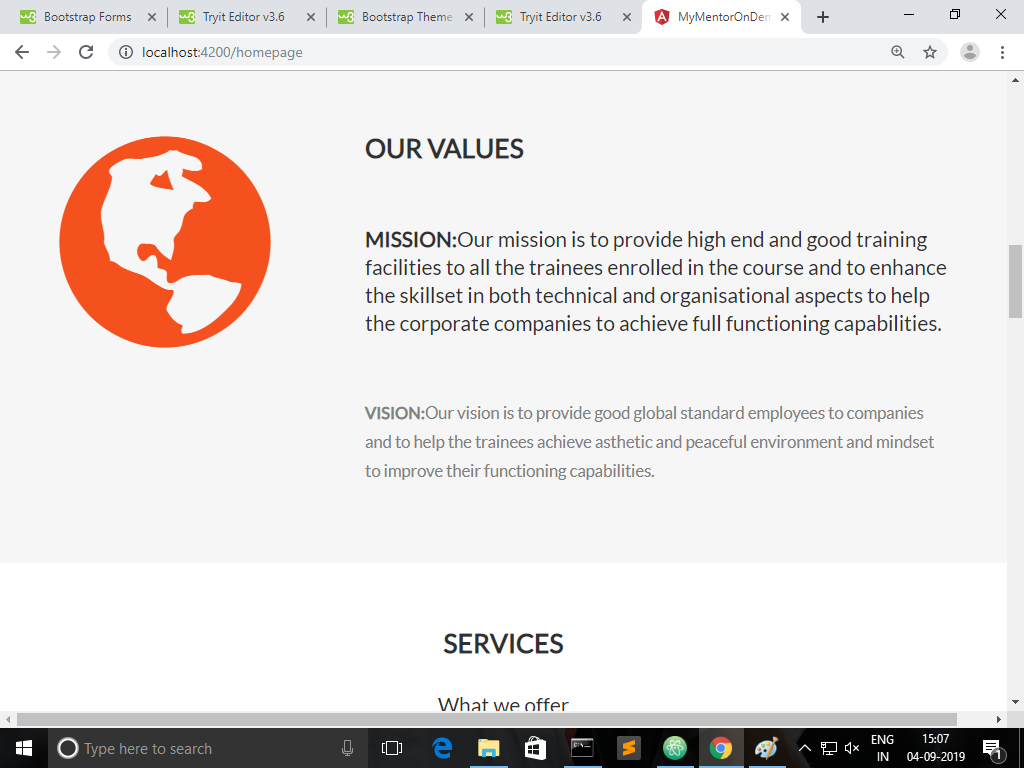 Bootstrap Forms
Tryit Editor v3.6
Bootstrap Theme
Tryit Editor v3.6
MyMentorOnDen
localhost:4200/homepage
OUR VALUES
MISSION:Our mission is to provide high end and good training
facilities to all the trainees enrolled in the course and to enhance
the skillset in both technical and organisational aspects to help
the corporate companies to achieve full functioning capabilities.
VISION:Our vision is to provide good global standard employees to companies
and to help the trainees achieve asthetic and peaceful environment and mindset
to improve their functioning capabilities.
SERVICES
What we offer
Type here to search
ENG
IN
15:07
04-09-2019
1